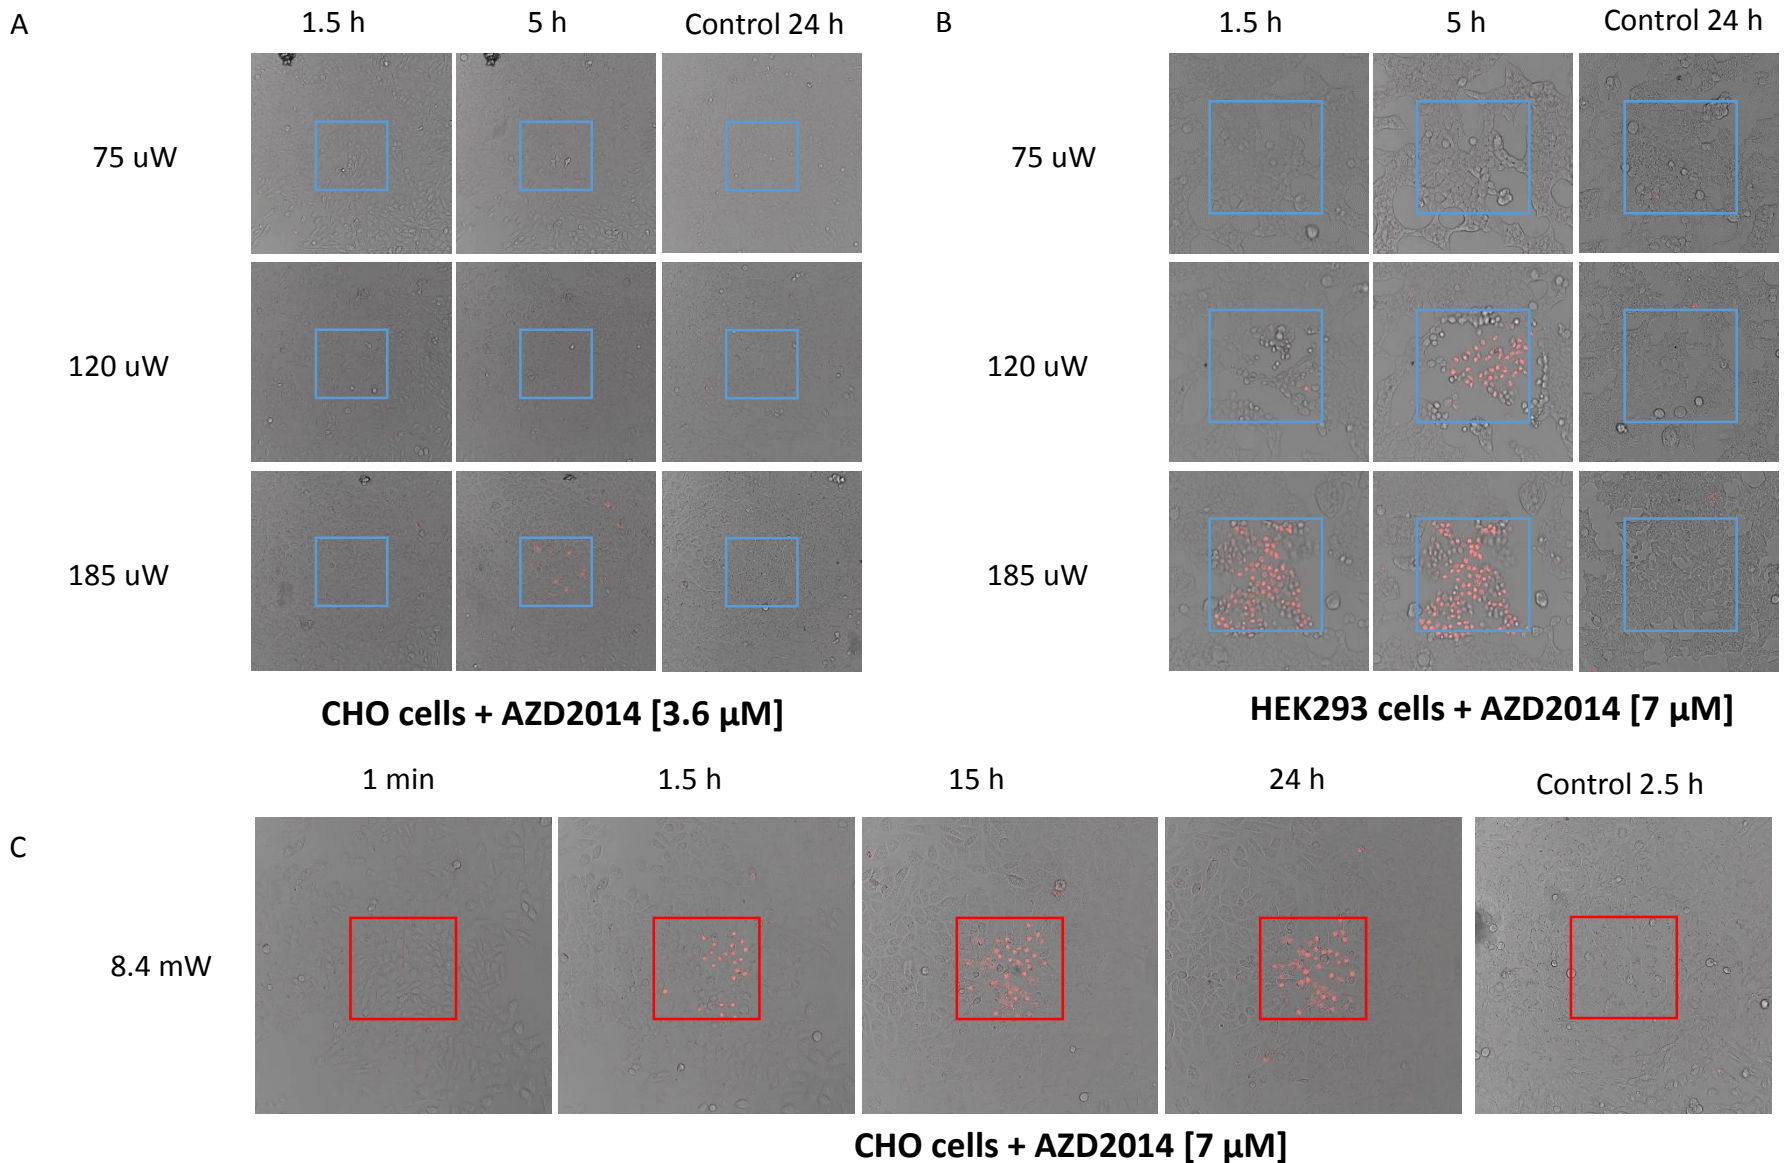 A
1.5 h
5 h
Control 24 h
75 uW
120 uW
185 uW
CHO cells + AZD2014 [3.6 μM]
B
1.5 h
5 h
Control 24 h
75 uW
120 uW
185 uW
HEK293 cells + AZD2014 [7 μM]
C
1 min
1.5 h
15 h
24 h
Control 2.5 h
8.4 mW
CHO cells + AZD2014 [7 μM]